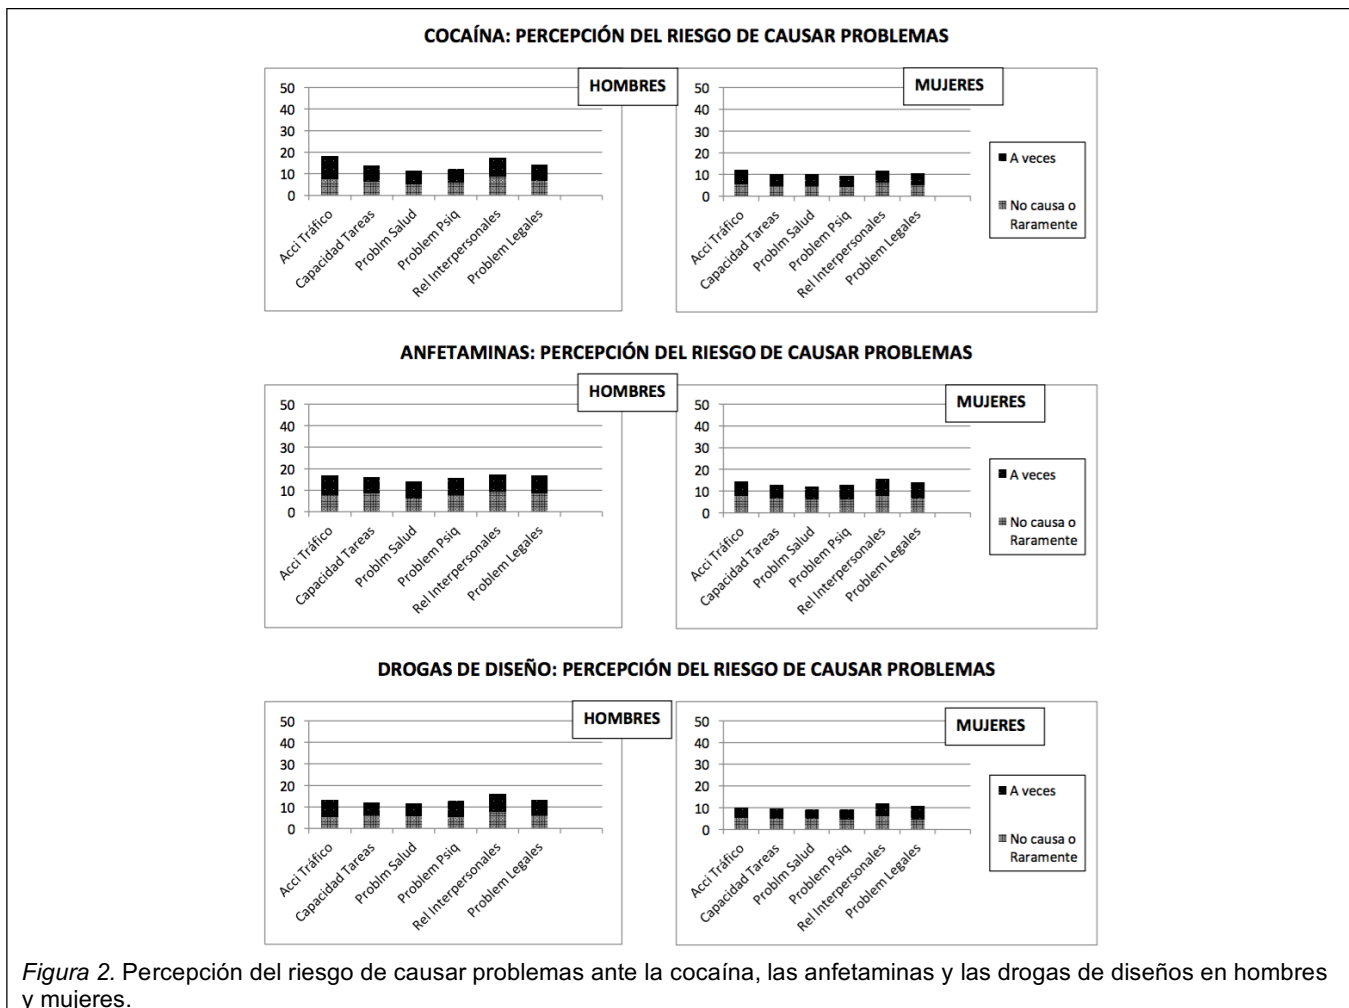 COCAÍNA: PERCEPCIÓN DEL RIESGO DE CAUSAR PROBLEMAS
HOMBRES
50
40
30
20
10
0
Acci Tráfico
Capacidad Tareas
Problm Salud
Problem Psiq
Rel Interpersonales
Problem Legales
MUJERES
50
40
30
20
10
0
Acci Tráfico
Capacidad Tareas
Problm Salud
Problem Psiq
Rel Interpersonales
Problem Legales
A veces
No causa o
Raramente
ANFETAMINAS: PERCEPCIÓN DEL RIESGO DE CAUSAR PROBLEMAS
HOMBRES
50
40
30
20
10
0
Acci Tráfico
Capacidad Tareas
Problm Salud
Problem Psiq
Rel Interpersonales
Problem Legales
MUJERES
50
40
30
20
10
0
Acci Tráfico
Capacidad Tareas
Problm Salud
Problem Psiq
Rel Interpersonales
Problem Legales
A veces
No causa o
Raramente
DROGAS DE DISEÑO: PERCEPCIÓN DEL RIESGO DE CAUSAR PROBLEMAS
HOMBRES
50
40
30
20
10
0
Acci Tráfico
Capacidad Tareas
Problm Salud
Problem Psiq
Rel Interpersonales
Problem Legales
MUJERES
50
40
30
20
10
0
Acci Tráfico
Capacidad Tareas
Problm Salud
Problem Psiq
Rel Interpersonales
Problem Legales
A veces
No causa o
Raramente
Figura 2. Percepción del riesgo de causar problemas ante la cocaína, las anfetaminas y las drogas de diseños en hombres
y mujeres.